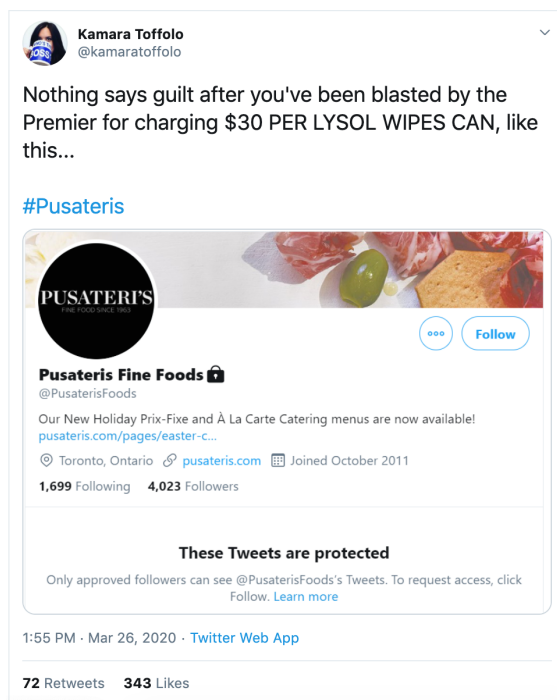 Kamara Toffolo
@kamaratoffolo
Nothing says guilt after you've been blasted by the
Premier for charging $30 PER LYSOL WIPES CAN, like
this...
#Pusateris
PUSATERI'S
FINE FOOD SINCE 1963
Follow
Pusateris Fine Foods
@PusaterisFoods
Our New Holiday Prix-Fixe and À La Carte Catering menus are now available!
pusateri.com/pages/easter-c...
Toronto, Ontario pusateri.com Joined October 2011
1,699 Following 4,023 Followers
These Tweets are protected
Only approved followers can see @PusaterisFoods's Tweets. To request access, click
Follow. Learn more
1:55 PM · Mar 26, 2020 · Twitter Web App
72 Retweets 343 Likes